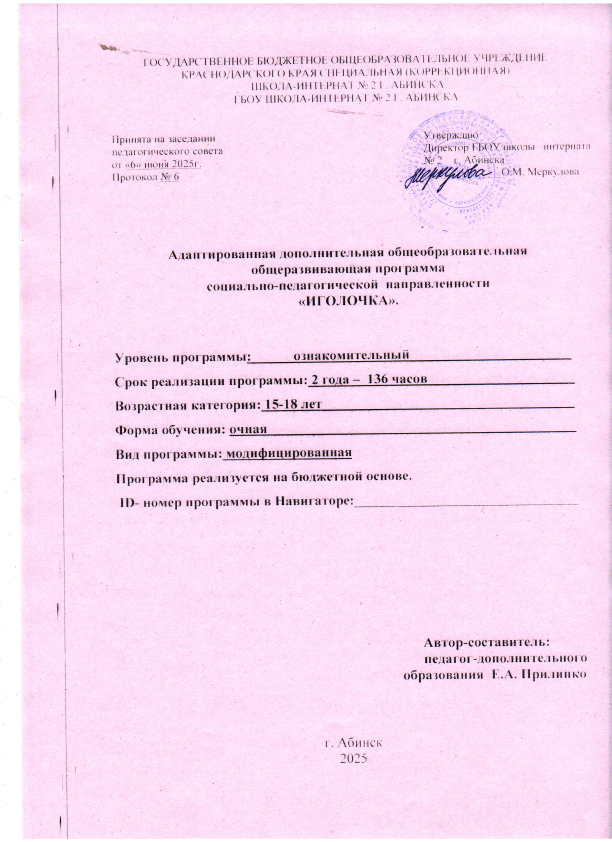 ГОСУДАРСТВЕННОЕ БЮДЖЕТНОЕ ОБЩЕОБРАЗОВАТЕЛЬНОЕ УЧРЕЖДЕНИЕ
КРАСНОДАРСКОГО КРАЯ СПЕЦИАЛЬНАЯ (КОРРЕКЦИОННАЯ)
ШКОЛА-ИНТЕРНАТ № 2 Г. АБИНСКА
ГБОУ ШКОЛА-ИНТЕРНАТ № 2 Г. АБИНСКА
Принята на заседании
педагогического совета
от «6» июня 2025г.
Протокол № 6
Утверждаю
Директор ГБОУ школы интерната
№ 2 г. Абинска
Меркулова О.М. Меркулова
Адаптированная дополнительная общеобразовательная
общеразвивающая программа
социально-педагогической направленности
«ИГОЛОЧКА».
Уровень программы: ознакомительный
Срок реализации программы: 2 года – 136 часов
Возрастная категория: 15-18 лет
Форма обучения: очная
Вид программы: модифицированная
Программа реализуется на бюджетной основе.
ID- номер программы в Навигаторе:
Автор-составитель:
педагог-дополнительного
образования Е.А. Прилипко
г. Абинск
2025